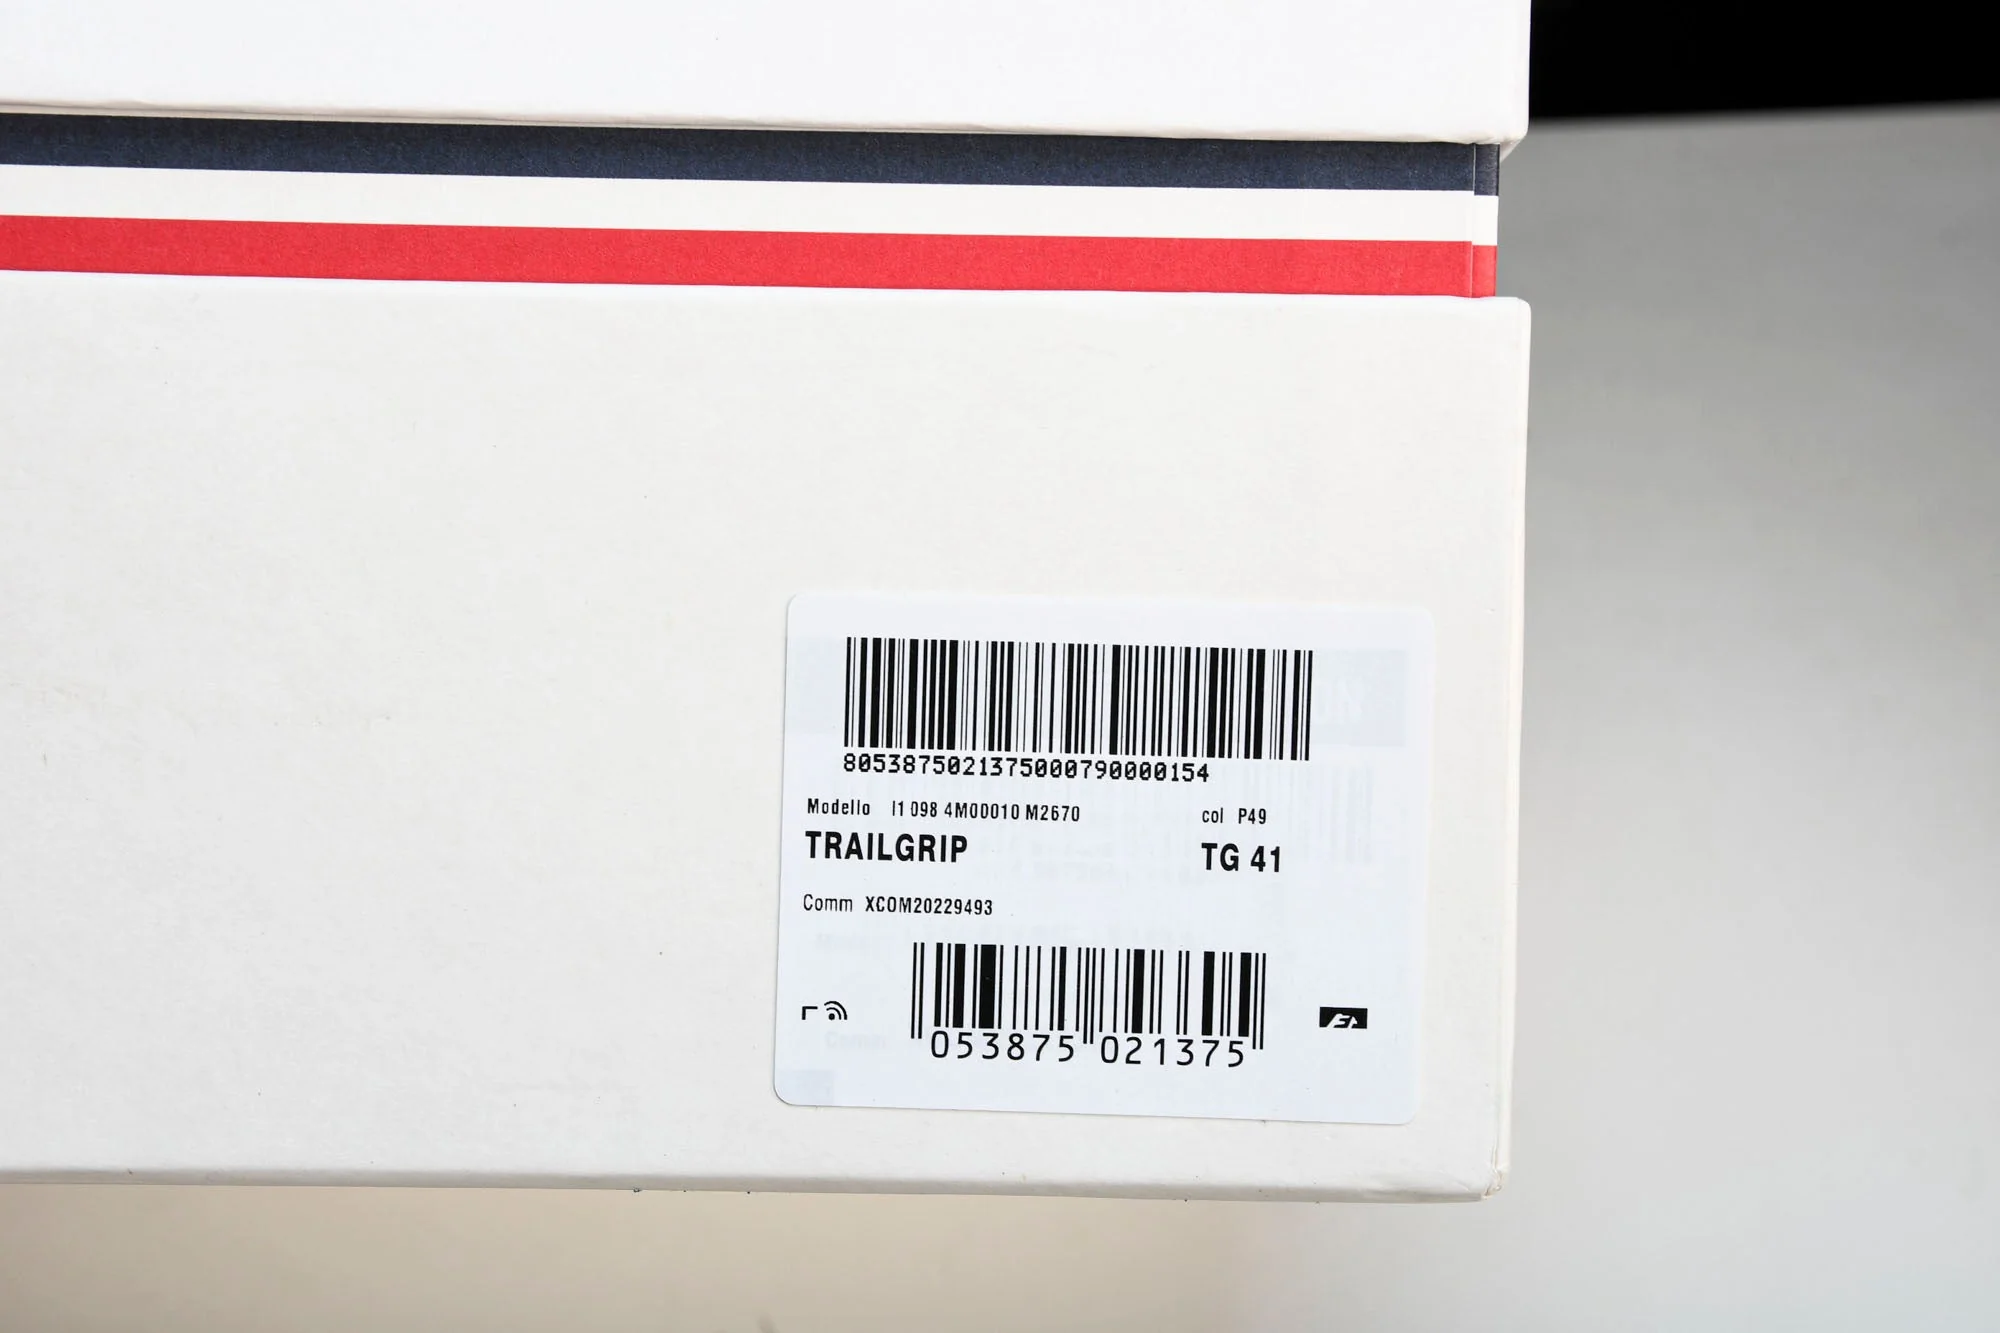 8053875021375000790000154
Modello I1 098 4M00010 M2670 col P49
TRAILGRIP TG 41
Comm XCOM20229493
053875 021375